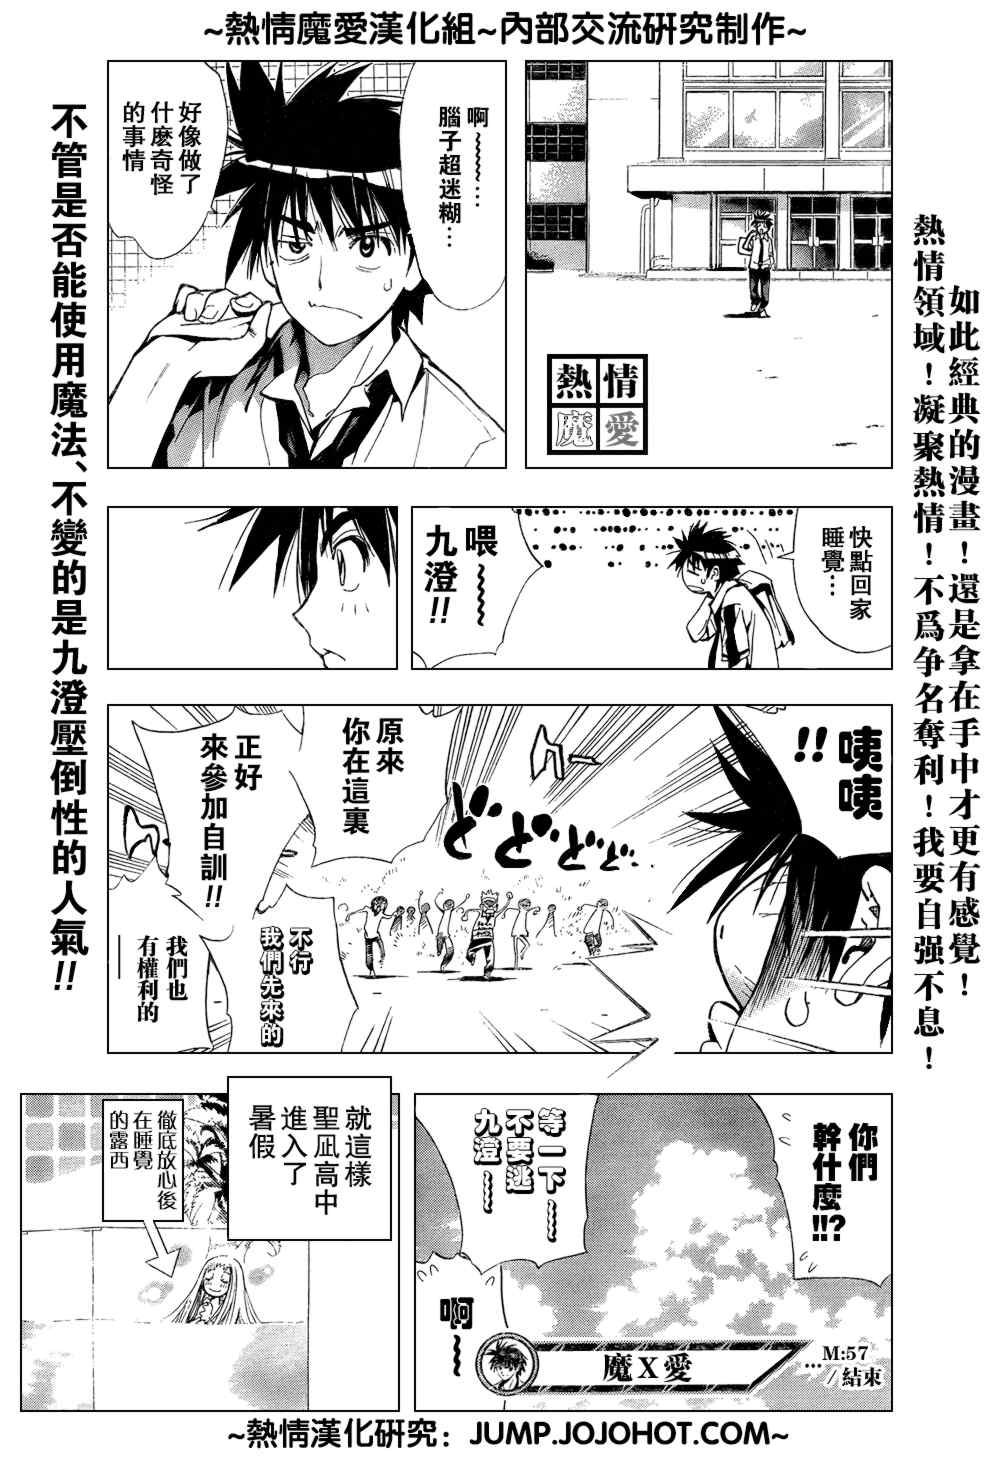 ~熱情魔愛漢化組~內部交流研究制作~
如此經典的漫畫！還是拿在手中才更有感覺！
熱情領域！凝聚熱情！不爲争名奪利！我要自强不息！
熱情
魔愛
啊~~~…
腦子超迷糊…
好像做了
什麼奇怪
的事情
快點回家
睡覺…
喂~~~
九澄!!
咦
咦
!!
ど ど ど ど…
原來
你在這裏
正好
來參加自訓!!
不行
我們先來的
我們也
有權利的
——
你們
幹什麼!!?
等一下~~
不要逃
九澄~~
啊~~
魔X愛
…M:57
/結束
就這樣
聖凪高中
進入了
暑假
徹底放心後
在睡覺
的露西
不管是否能使用魔法、不變的是九澄壓倒性的人氣!!
~熱情漢化研究：JUMP.JOJOHOT.COM~